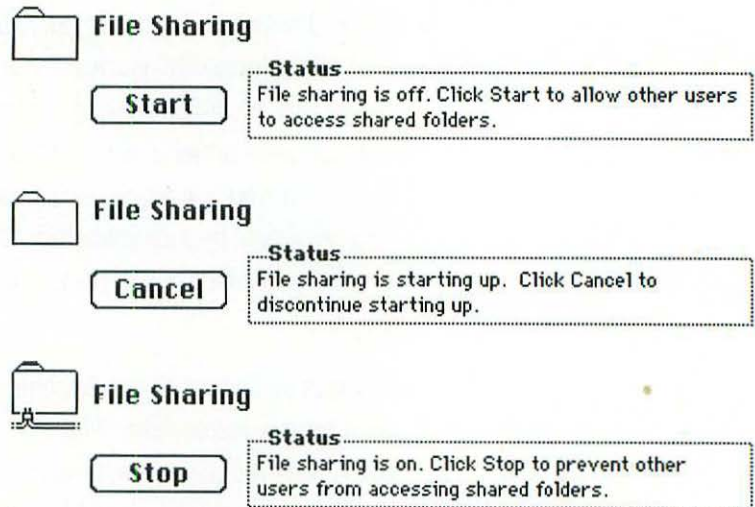 File Sharing
Status
Start
File sharing is off. Click Start to allow other users
to access shared folders.
File Sharing
Status
Cancel
File sharing is starting up. Click Cancel to
discontinue starting up.
File Sharing
Status
Stop
File sharing is on. Click Stop to prevent other
users from accessing shared folders.